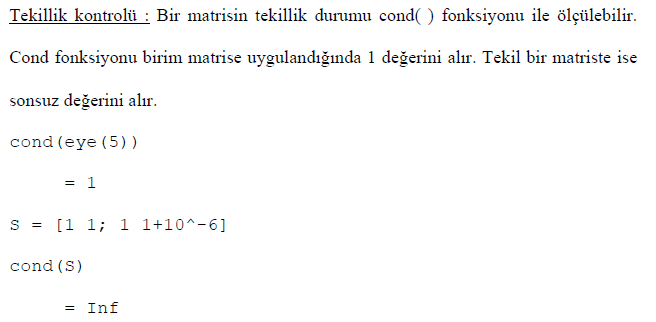 Tekillik kontrolü : Bir matrisin tekillik durumu cond( ) fonksiyonu ile ölçülebilir.
Cond fonksiyonu birim matrise uygulandığında 1 değerini alır. Tekil bir matriste ise
sonsuz değerini alır.
cond(eye(5))
= 1
S = [1 1; 1 1+10^-6]
cond(S)
= Inf